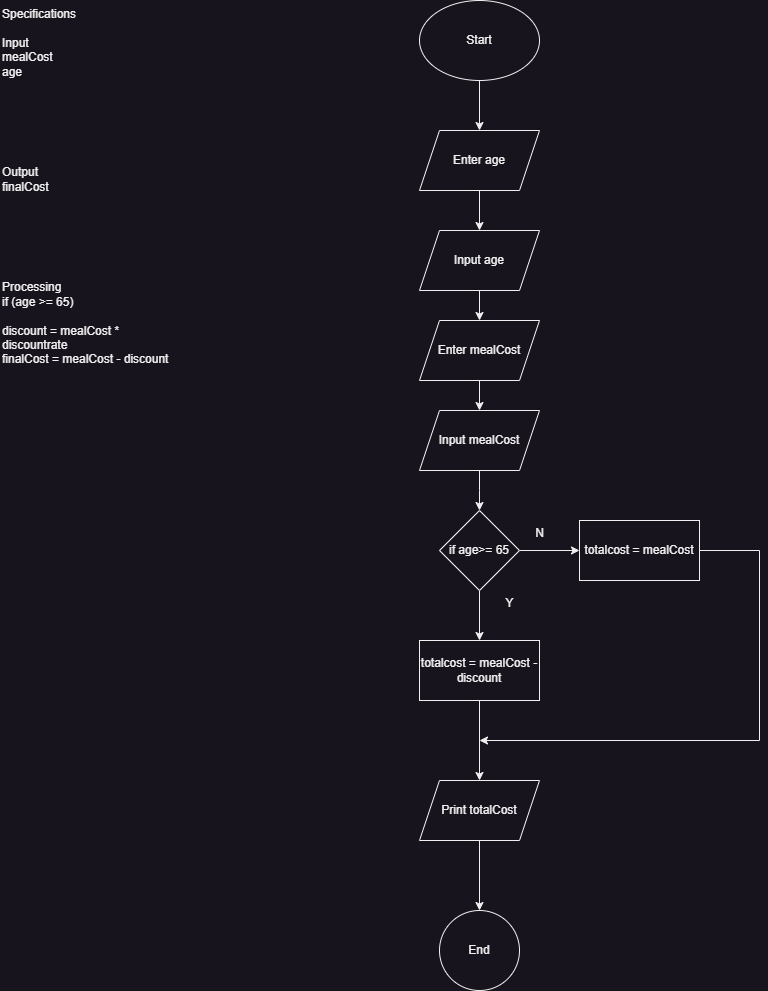 Specifications
Input
mealCost
age
Output
finalCost
Processing
if (age >= 65)
discount = mealCost *
discountrate
finalCost = mealCost - discount
Start
Enter age
Input age
Enter mealCost
Input mealCost
if age>= 65
N
totalcost = mealCost
Y
totalcost = mealCost -
discount
Print totalCost
End